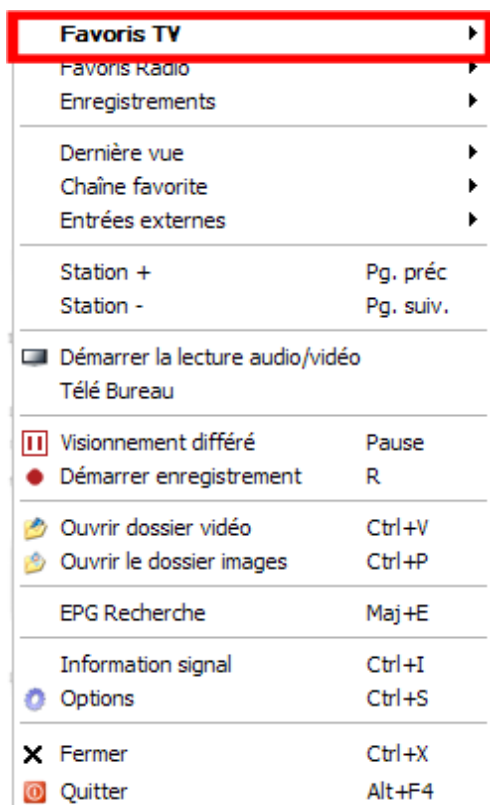 Favoris TV
Favoris Radio
Enregistrements
Dernière vue
Chaîne favorite
Entrées externes
Station + Pg. préc
Station - Pg. suiv.
Démarrer la lecture audio/vidéo
Télé Bureau
Visionnement différé Pause
Démarrer enregistrement R
Ouvrir dossier vidéo Ctrl+V
Ouvrir le dossier images Ctrl+P
EPG Recherche Maj+E
Information signal Ctrl+I
Options Ctrl+S
Fermer Ctrl+X
Quitter Alt+F4